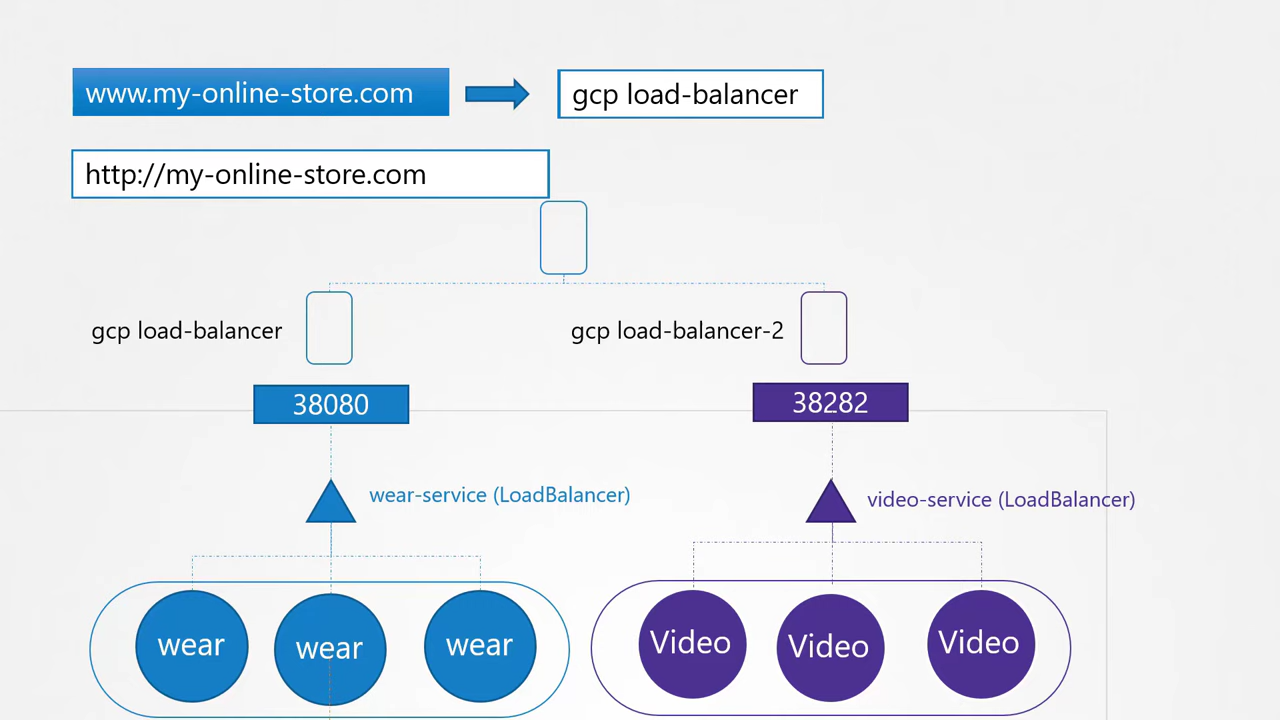 www.my-online-store.com
gcp load-balancer
http://my-online-store.com
gcp load-balancer
gcp load-balancer-2
38080
38282
wear-service (LoadBalancer)
video-service (LoadBalancer)
wear
wear
wear
Video
Video
Video